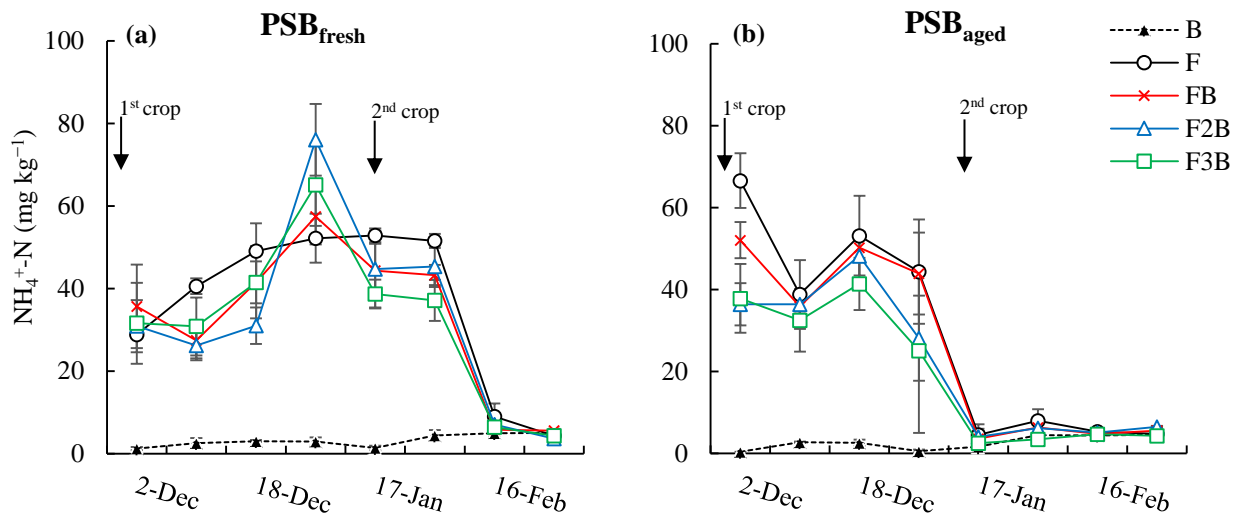 (a) PSB_fresh
1st crop
2nd crop
NH₄⁺-N (mg kg⁻¹)
100
80
60
40
20
0
2-Dec 18-Dec 17-Jan 16-Feb
(b) PSB_aged
1st crop
2nd crop
100
80
60
40
20
0
2-Dec 18-Dec 17-Jan 16-Feb
B
F
FB
F2B
F3B